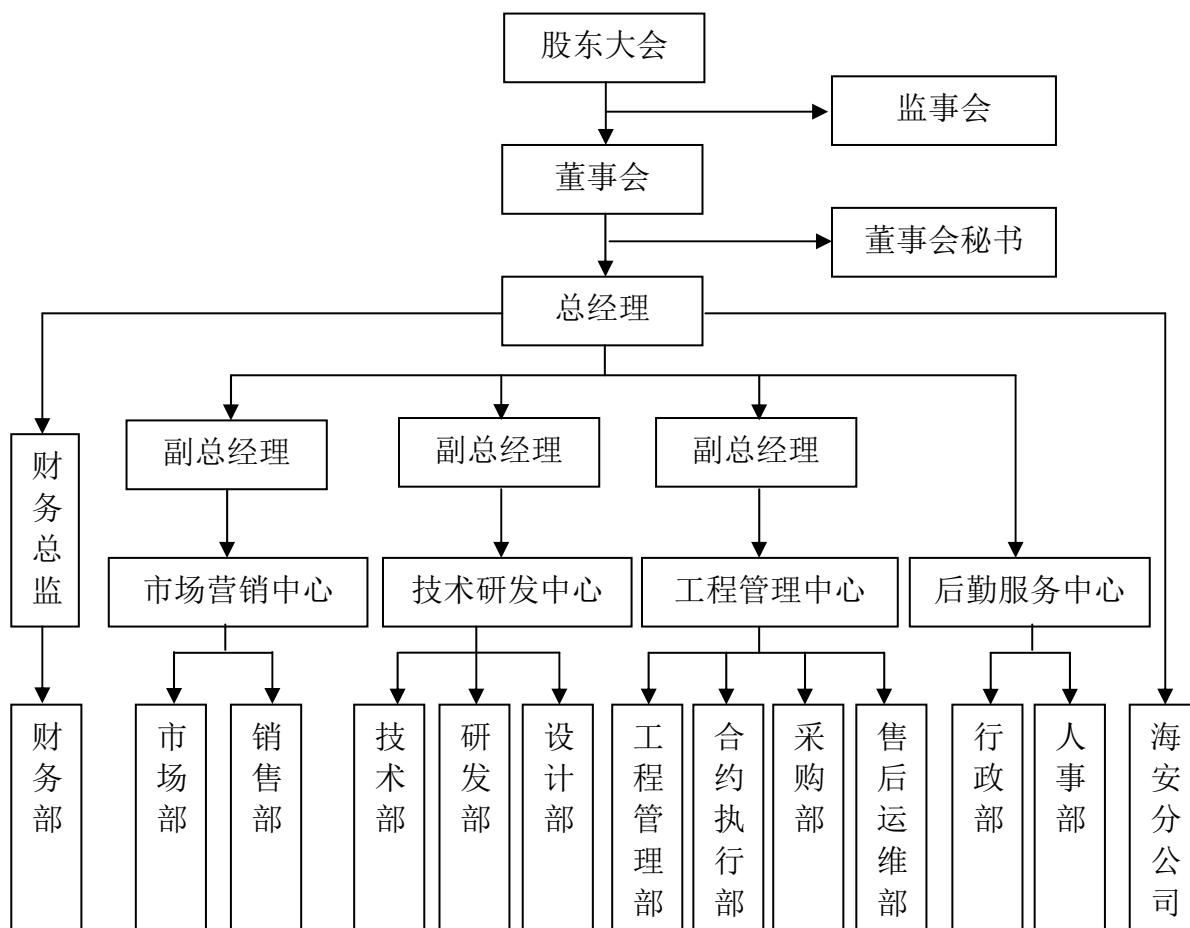 股东大会
监事会
董事会
董事会秘书
总经理
财务总监
副总经理
副总经理
副总经理
市场营销中心
技术研发中心
工程管理中心
后勤服务中心
财务部
市场部
销售部
技术部
研发部
设计部
工程管理部
合约执行部
采购部
售后运维部
行政部
人事部
海安分公司